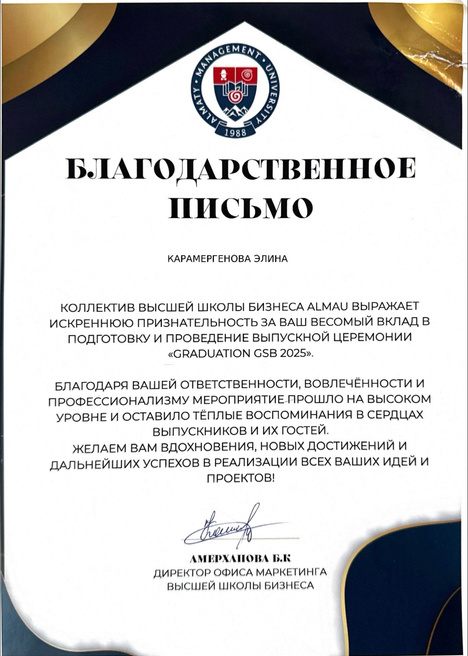 ALMATY • MANAGEMENT • UNIVERSITY
1988
БЛАГОДАРСТВЕННОЕ
ПИСЬМО
КАРАМЕРГЕНОВА ЭЛИНА
КОЛЛЕКТИВ ВЫСШЕЙ ШКОЛЫ БИЗНЕСА ALMAU ВЫРАЖАЕТ
ИСКРЕННЮЮ ПРИЗНАТЕЛЬНОСТЬ ЗА ВАШ ВЕСОМЫЙ ВКЛАД В
ПОДГОТОВКУ И ПРОВЕДЕНИЕ ВЫПУСКНОЙ ЦЕРЕМОНИИ
«GRADUATION GSB 2025».
БЛАГОДАРЯ ВАШЕЙ ОТВЕТСТВЕННОСТИ, ВОВЛЕЧЁННОСТИ И
ПРОФЕССИОНАЛИЗМУ МЕРОПРИЯТИЕ ПРОШЛО НА ВЫСОКОМ
УРОВНЕ И ОСТАВИЛО ТЁПЛЫЕ ВОСПОМИНАНИЯ В СЕРДЦАХ
ВЫПУСКНИКОВ И ИХ ГОСТЕЙ.
ЖЕЛАЕМ ВАМ ВДОХНОВЕНИЯ, НОВЫХ ДОСТИЖЕНИЙ И
ДАЛЬНЕЙШИХ УСПЕХОВ В РЕАЛИЗАЦИИ ВСЕХ ВАШИХ ИДЕЙ И
ПРОЕКТОВ!
АМЕРХАНОВА Б.К
ДИРЕКТОР ОФИСА МАРКЕТИНГА
ВЫСШЕЙ ШКОЛЫ БИЗНЕСА